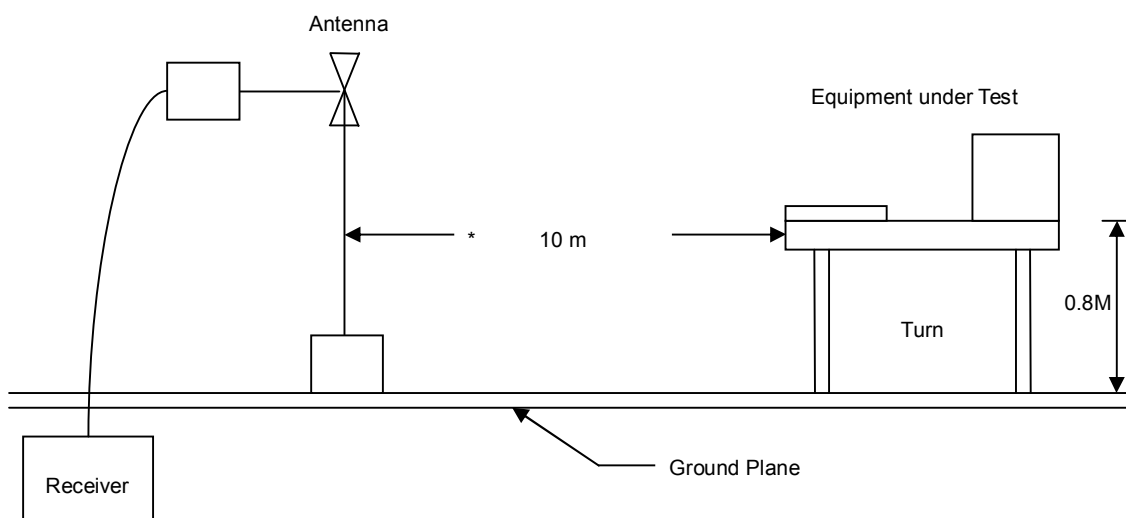 Antenna
Equipment under Test
* 10 m
0.8M
Turn
Ground Plane
Receiver